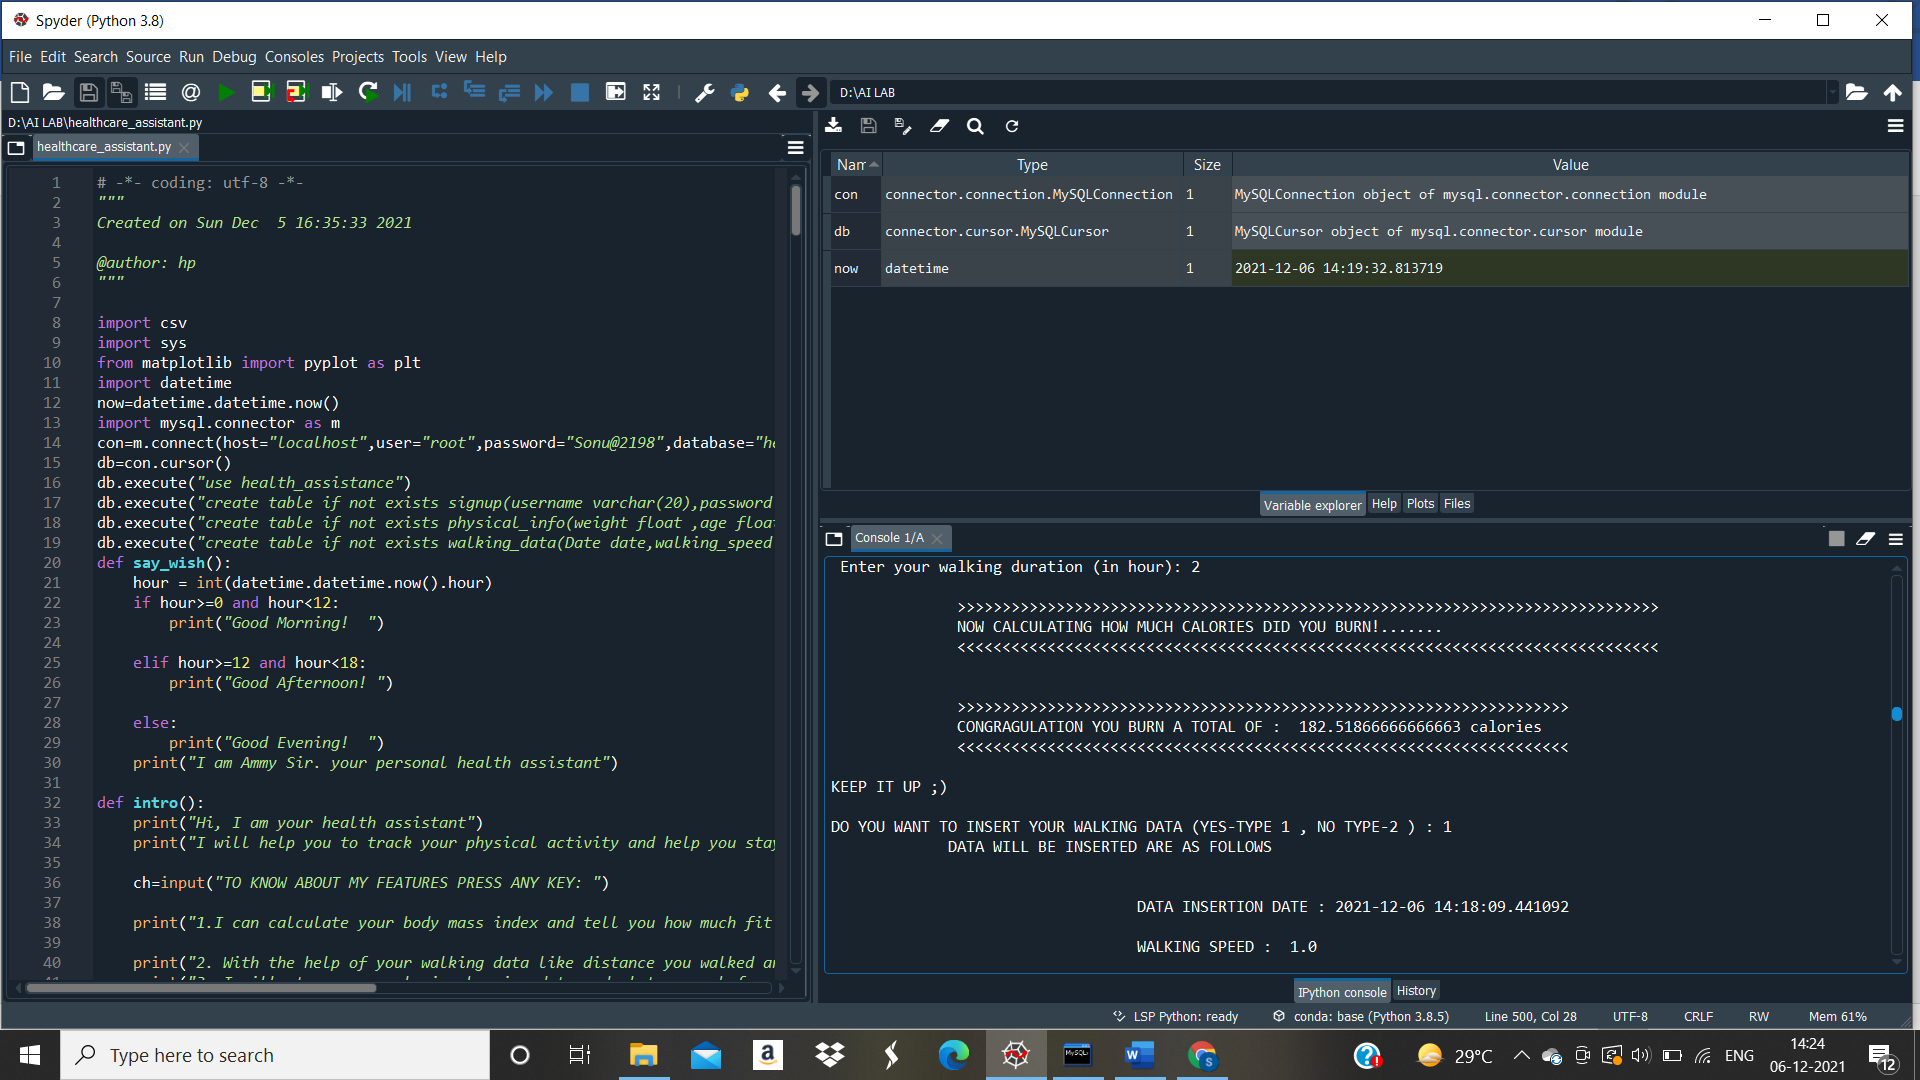 Spyder (Python 3.8)
File Edit Search Source Run Debug Consoles Projects Tools View Help
D:\AI LAB
D:\AI LAB\healthcare_assistant.py
healthcare_assistant.py
1 # -*- coding: utf-8 -*-
2 """
3 Created on Sun Dec  5 16:35:33 2021
4
5 @author: hp
6 """
7
8 import csv
9 import sys
10 from matplotlib import pyplot as plt
11 import datetime
12 now=datetime.datetime.now()
13 import mysql.connector as m
14 con=m.connect(host="localhost",user="root",password="Sonu@2198",database="he
15 db=con.cursor()
16 db.execute("use health_assistance")
17 db.execute("create table if not exists signup(username varchar(20),password
18 db.execute("create table if not exists physical_info(weight float ,age floa
19 db.execute("create table if not exists walking_data(Date date,walking_speed
20 def say_wish():
21     hour = int(datetime.datetime.now().hour)
22     if hour>=0 and hour<12:
23         print("Good Morning!  ")
24
25     elif hour>=12 and hour<18:
26         print("Good Afternoon! ")
27
28     else:
29         print("Good Evening!  ")
30     print("I am Ammy Sir. your personal health assistant")
31
32 def intro():
33     print("Hi, I am your health assistant")
34     print("I will help you to track your physical activity and help you stay
35
36     ch=input("TO KNOW ABOUT MY FEATURES PRESS ANY KEY: ")
37
38     print("1.I can calculate your body mass index and tell you how much fit
39
40     print("2. With the help of your walking data like distance you walked a
Nam Type Size Value
con connector.connection.MySQLConnection 1 MySQLConnection object of mysql.connector.connection module
db connector.cursor.MySQLCursor 1 MySQLCursor object of mysql.connector.cursor module
now datetime 1 2021-12-06 14:19:32.813719
Variable explorer Help Plots Files
Console 1/A
Enter your walking duration (in hour): 2
>>>>>>>>>>>>>>>>>>>>>>>>>>>>>>>>>>>>>>>>>>>>>>>>>>>>>>>>>>>>>>>>>>>>>>>>>>>>>>
NOW CALCULATING HOW MUCH CALORIES DID YOU BURN!.......
<<<<<<<<<<<<<<<<<<<<<<<<<<<<<<<<<<<<<<<<<<<<<<<<<<<<<<<<<<<<<<<<<<<<<<<<<<<<<<
>>>>>>>>>>>>>>>>>>>>>>>>>>>>>>>>>>>>>>>>>>>>>>>>>>>>>>>>>>>>>>>>>>>>
CONGRAGULATION YOU BURN A TOTAL OF :  182.51866666666663 calories
<<<<<<<<<<<<<<<<<<<<<<<<<<<<<<<<<<<<<<<<<<<<<<<<<<<<<<<<<<<<<<<<<<<<
KEEP IT UP ;)
DO YOU WANT TO INSERT YOUR WALKING DATA (YES-TYPE 1 , NO TYPE-2 ) : 1
DATA WILL BE INSERTED ARE AS FOLLOWS
DATA INSERTION DATE : 2021-12-06 14:18:09.441092
WALKING SPEED :  1.0
IPython console History
LSP Python: ready conda: base (Python 3.8.5) Line 500, Col 28 UTF-8 CRLF RW Mem 61%
Type here to search
29°C ENG 14:24
06-12-2021 12